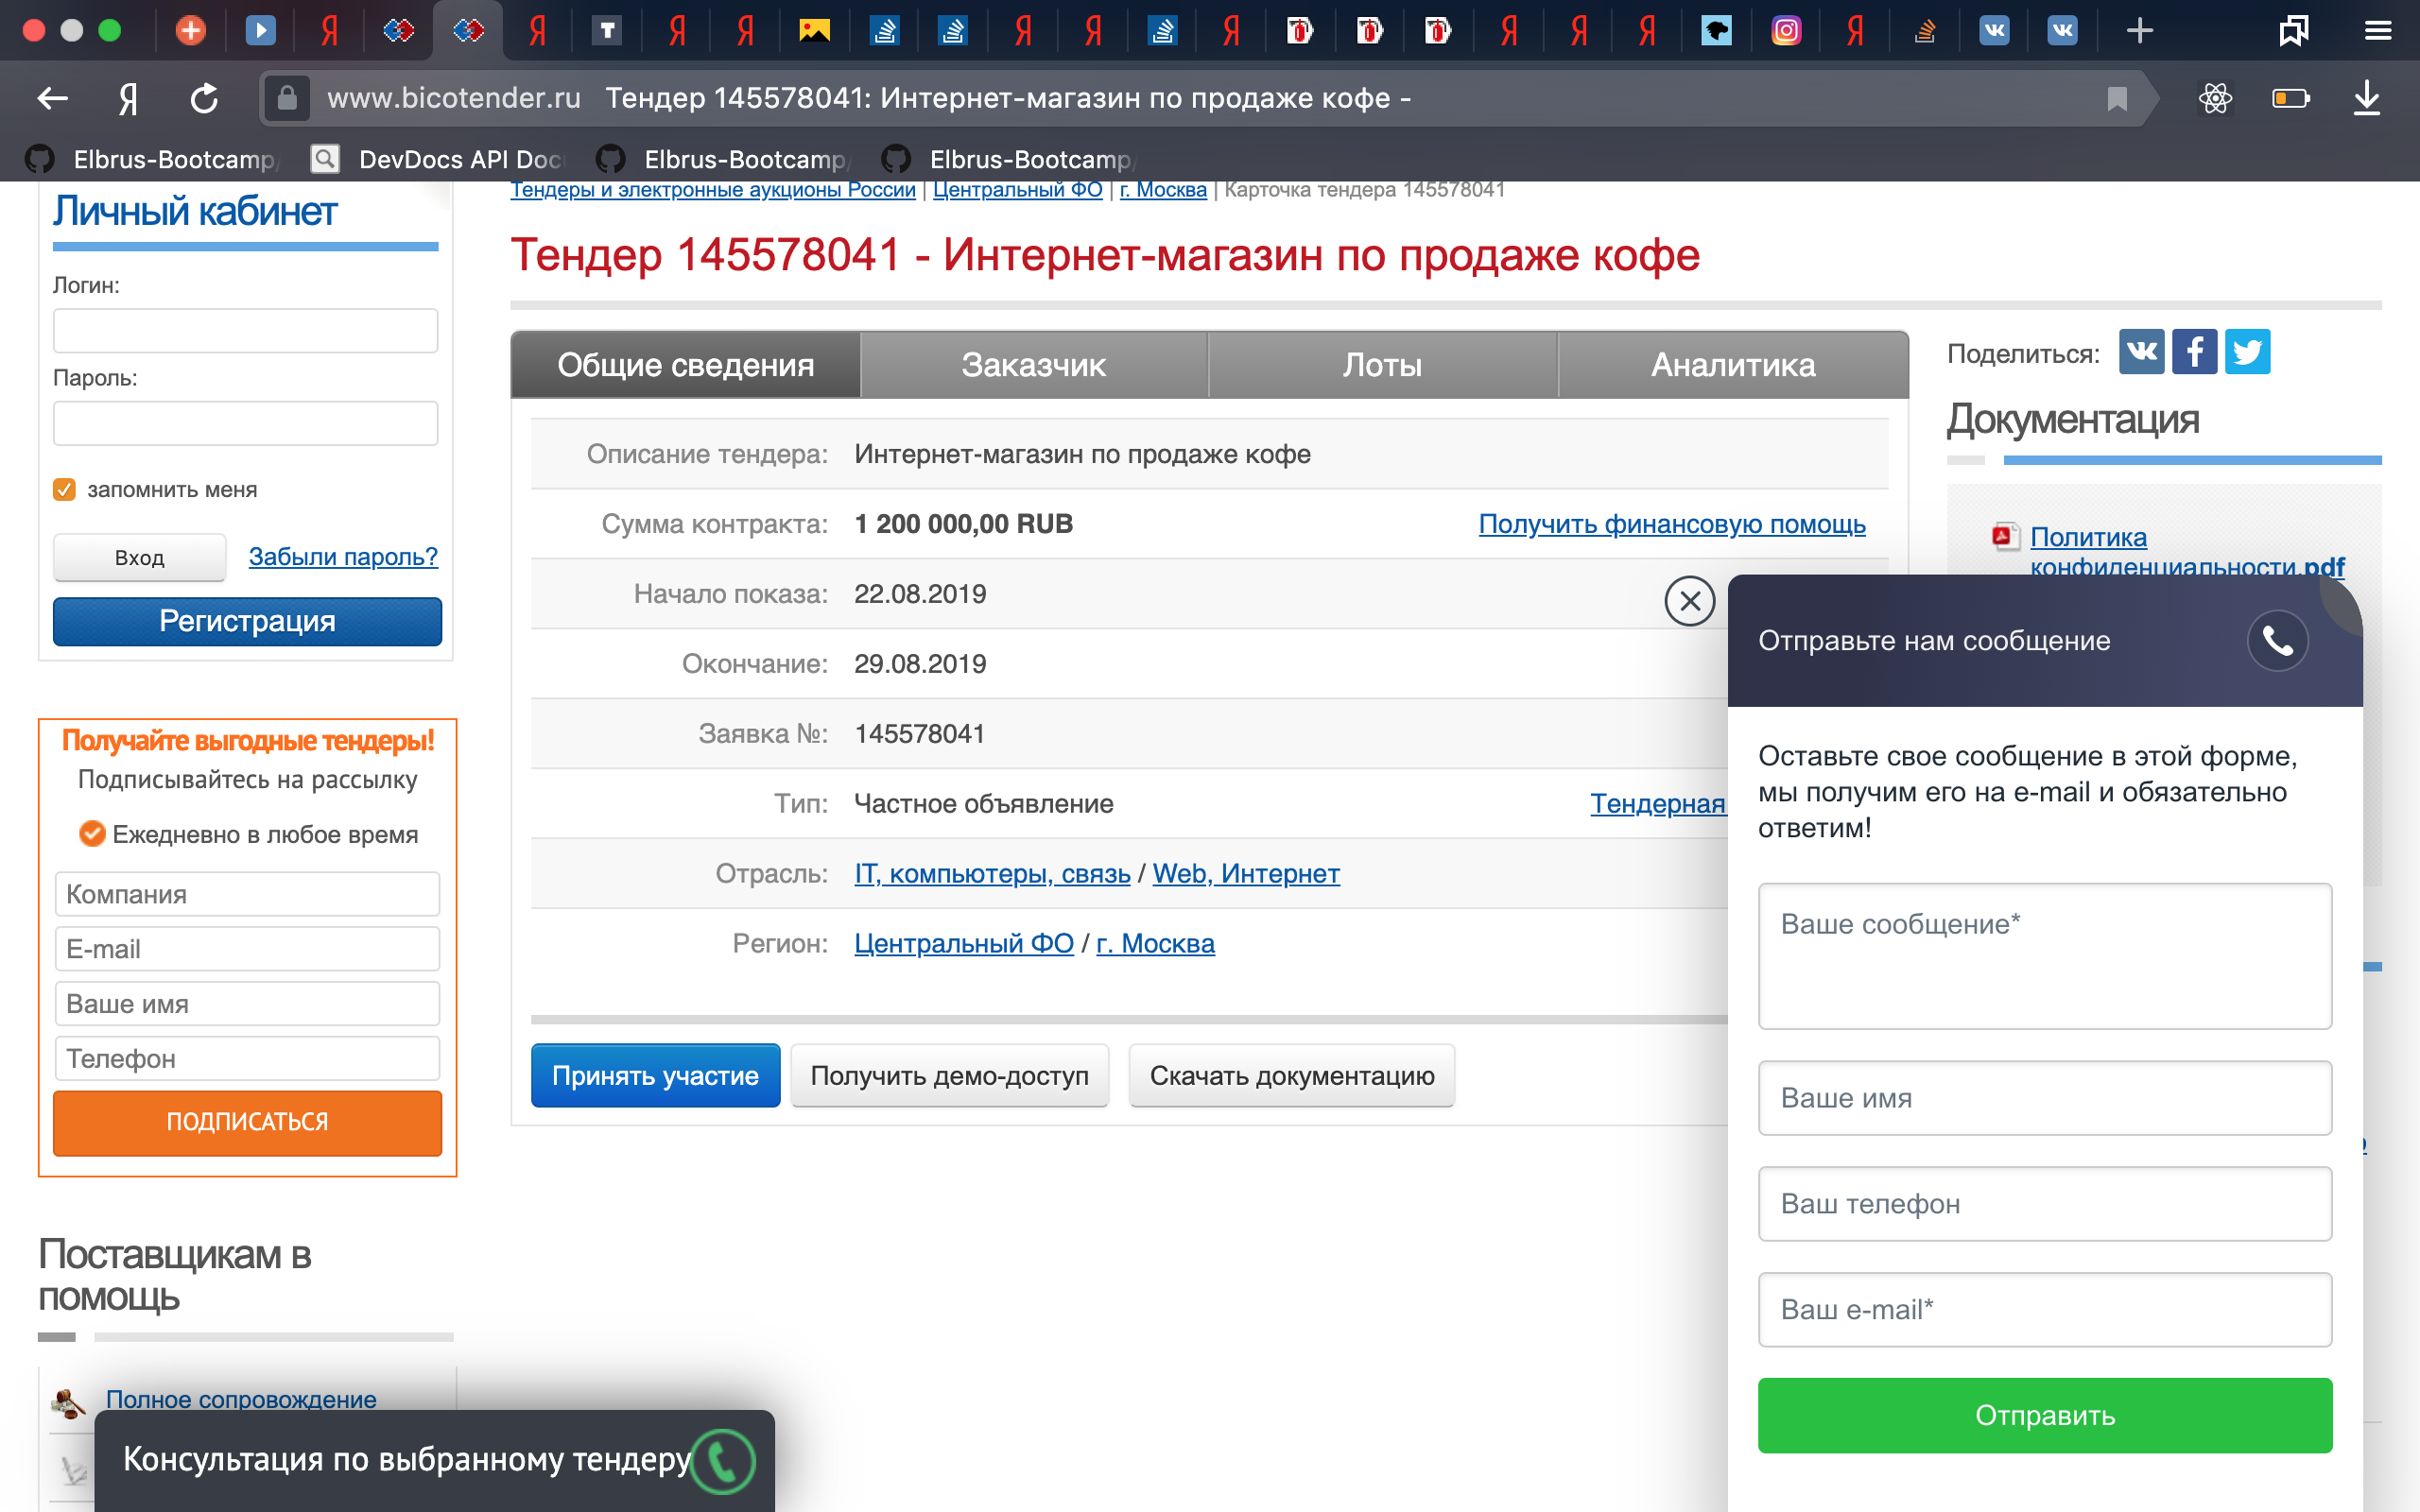 www.bicotender.ru Тендер 145578041: Интернет-магазин по продаже кофе -
Elbrus-Bootcamp/ DevDocs API Doc Elbrus-Bootcamp/ Elbrus-Bootcamp/
Тендеры и электронные аукционы России | Центральный ФО | г. Москва | Карточка тендера 145578041
Личный кабинет
Логин:
Пароль:
запомнить меня
Вход Забыли пароль?
Регистрация
Получайте выгодные тендеры!
Подписывайтесь на рассылку
Ежедневно в любое время
Компания
E-mail
Ваше имя
Телефон
ПОДПИСАТЬСЯ
Поставщикам в
помощь
Полное сопровождение
Консультация по выбранному тендеру
Тендер 145578041 - Интернет-магазин по продаже кофе
Общие сведения Заказчик Лоты Аналитика
Описание тендера: Интернет-магазин по продаже кофе
Сумма контракта: 1 200 000,00 RUB Получить финансовую помощь
Начало показа: 22.08.2019
Окончание: 29.08.2019
Заявка №: 145578041
Тип: Частное объявление Тендерная
Отрасль: IT, компьютеры, связь / Web, Интернет
Регион: Центральный ФО / г. Москва
Принять участие Получить демо-доступ Скачать документацию
Поделиться:
Документация
Политика
конфиденциальности.pdf
Отправьте нам сообщение
Оставьте свое сообщение в этой форме,
мы получим его на e-mail и обязательно
ответим!
Ваше сообщение*
Ваше имя
Ваш телефон
Ваш e-mail*
Отправить